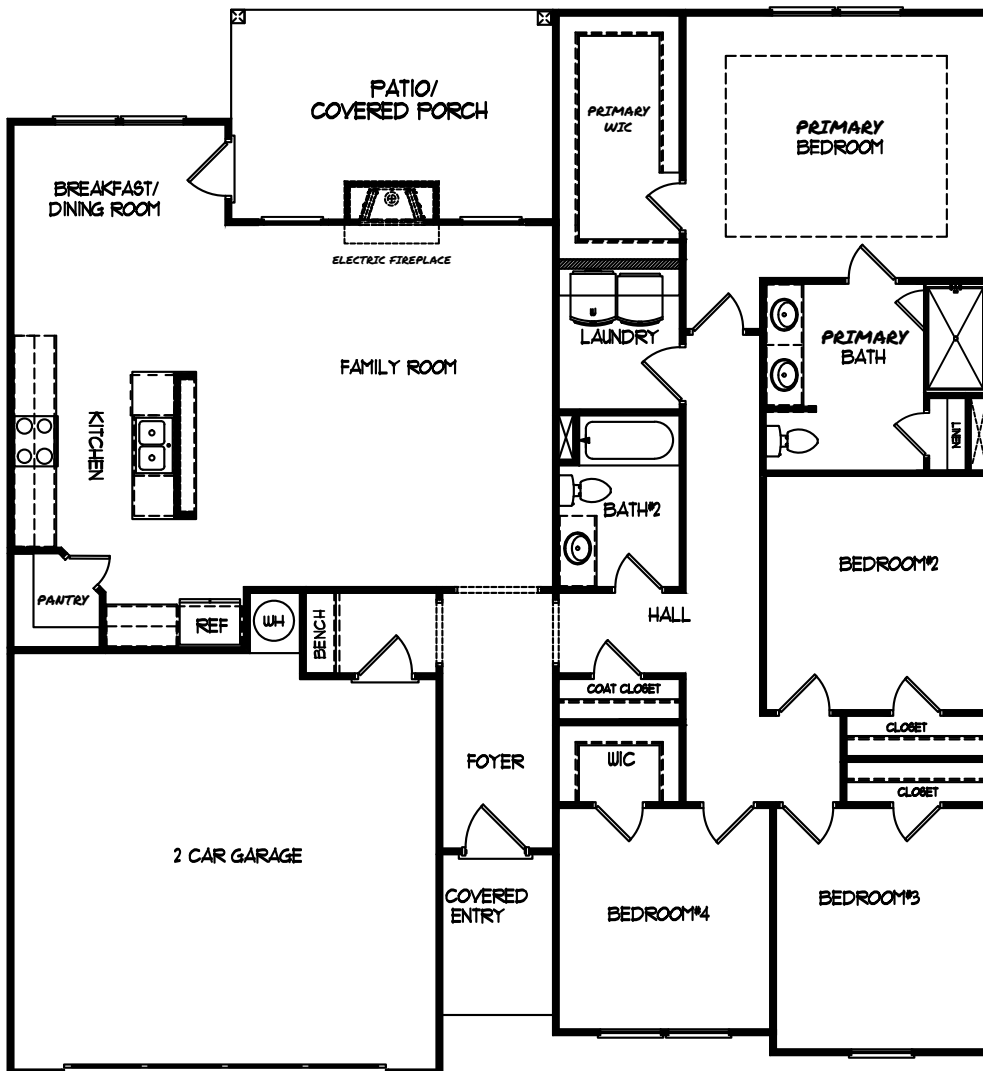 PATIO/
COVERED PORCH
PRIMARY
WIC
PRIMARY
BEDROOM
BREAKFAST/
DINING ROOM
ELECTRIC FIREPLACE
W
LAUNDRY
FAMILY ROOM
PRIMARY
BATH
KITCHEN
LINEN
BATH#2
BEDROOM#2
PANTRY
REF
WH
BENCH
HALL
COAT CLOSET
CLOSET
FOYER
WIC
CLOSET
2 CAR GARAGE
COVERED
ENTRY
BEDROOM#4
BEDROOM#3